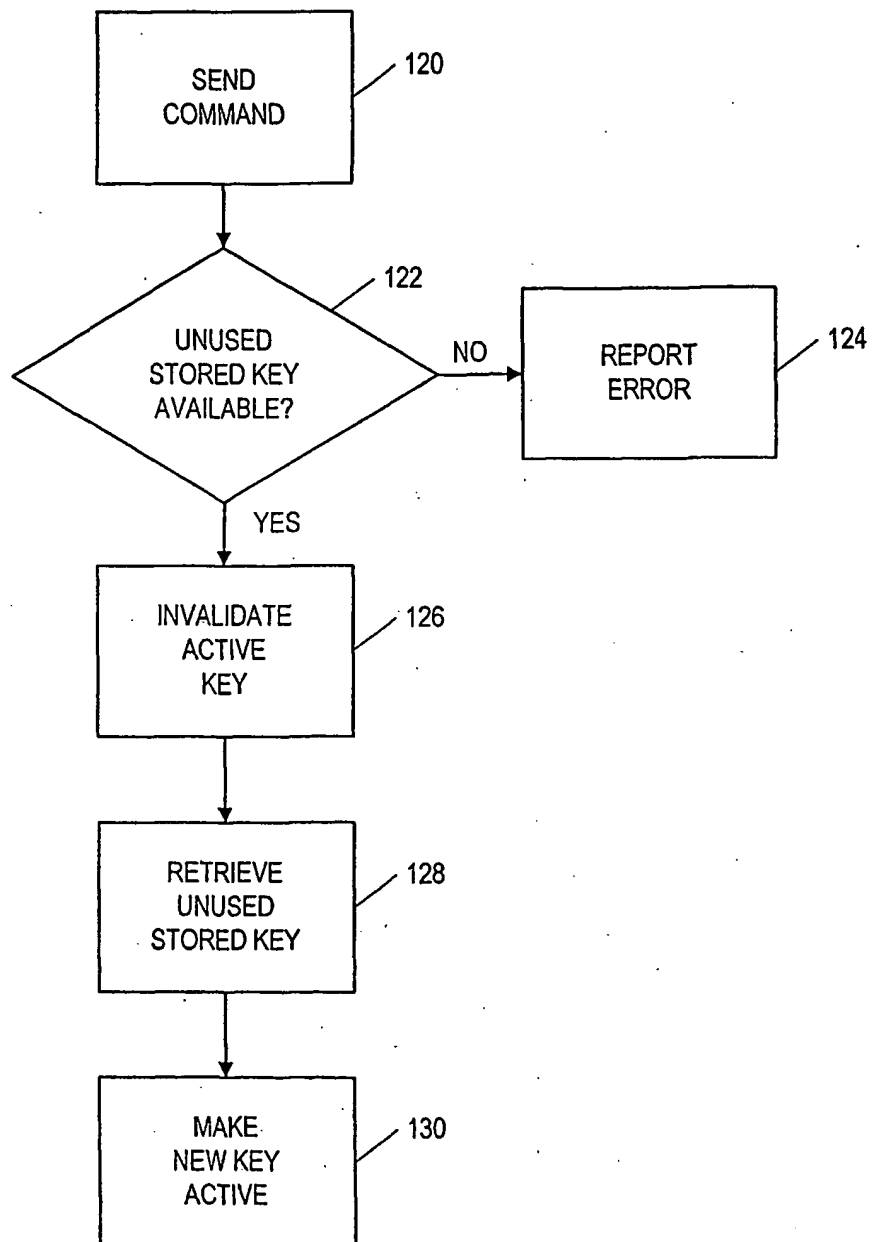 SEND
COMMAND
120
122
UNUSED
STORED KEY
AVAILABLE?
NO
REPORT
ERROR
124
YES
INVALIDATE
ACTIVE
KEY
126
RETRIEVE
UNUSED
STORED KEY
128
MAKE
NEW KEY
ACTIVE
130